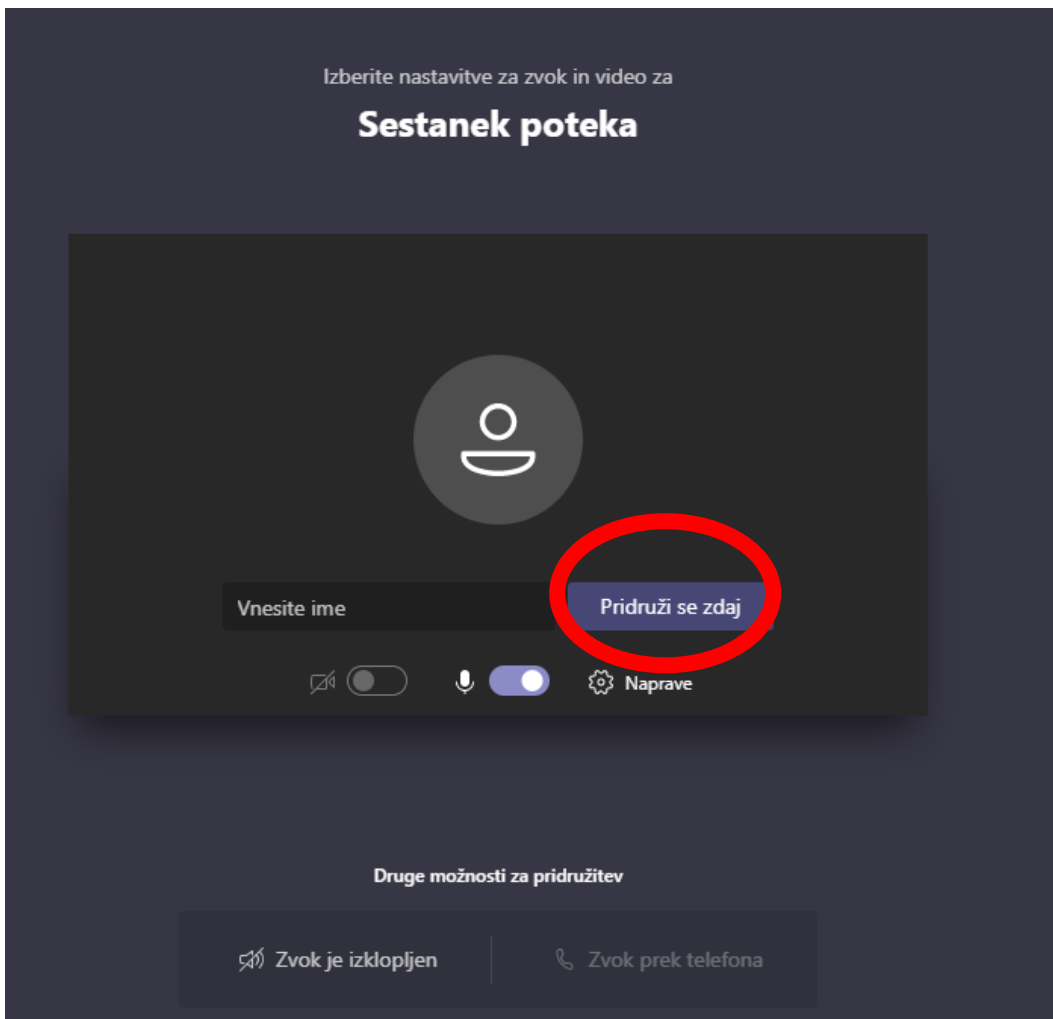 Izberite nastavitve za zvok in video za
Sestanek poteka
Vnesite ime
Pridruži se zdaj
Naprave
Druge možnosti za pridružitev
Zvok je izklopljen
Zvok prek telefona